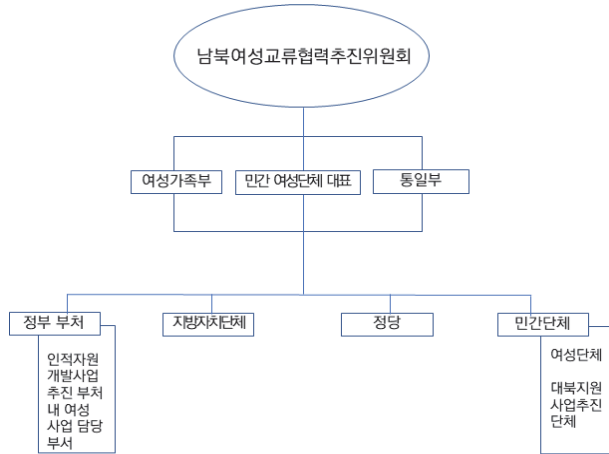 남북여성교류협력추진위원회
여성가족부
민간 여성단체 대표
통일부
정부 부처
지방자치단체
정당
민간단체
인적자원
개발사업
추진 부처
내 여성
사업 담당
부서
여성단체
대북지원
사업추진
단체